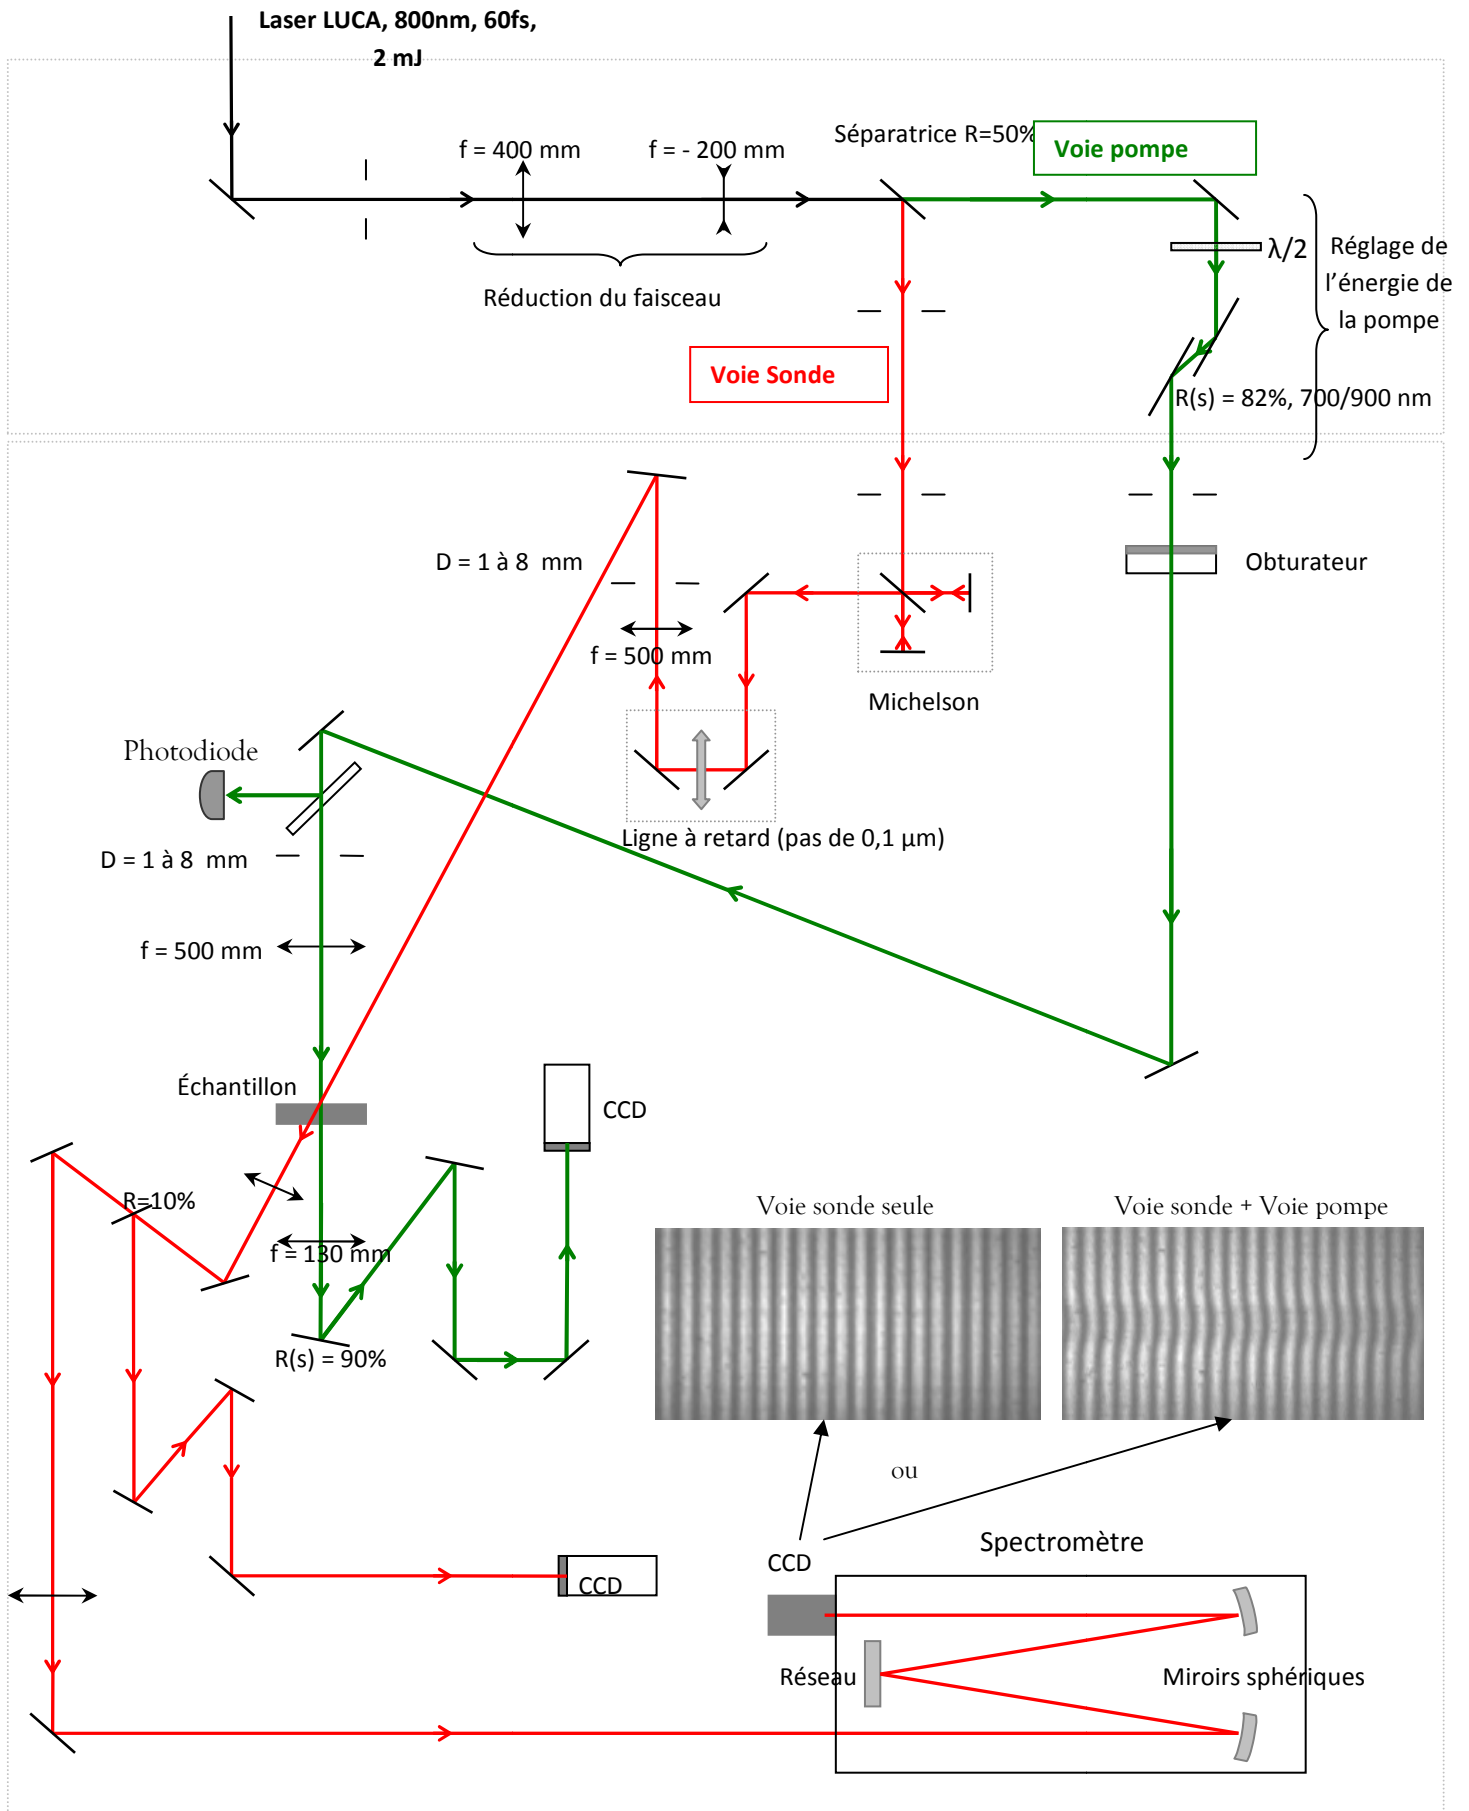 Laser LUCA, 800nm, 60fs,
2 mJ
f = 400 mm
f = - 200 mm
Séparatrice R=50%
Voie pompe
Réduction du faisceau
λ/2
Réglage de
l’énergie de
la pompe
Voie Sonde
R(s) = 82%, 700/900 nm
D = 1 à 8 mm
Obturateur
f = 500 mm
Michelson
Photodiode
Ligne à retard (pas de 0,1 µm)
D = 1 à 8 mm
f = 500 mm
Échantillon
CCD
R=10%
f = 130 mm
R(s) = 90%
Voie sonde seule
Voie sonde + Voie pompe
ou
Spectromètre
CCD
CCD
Réseau
Miroirs sphériques